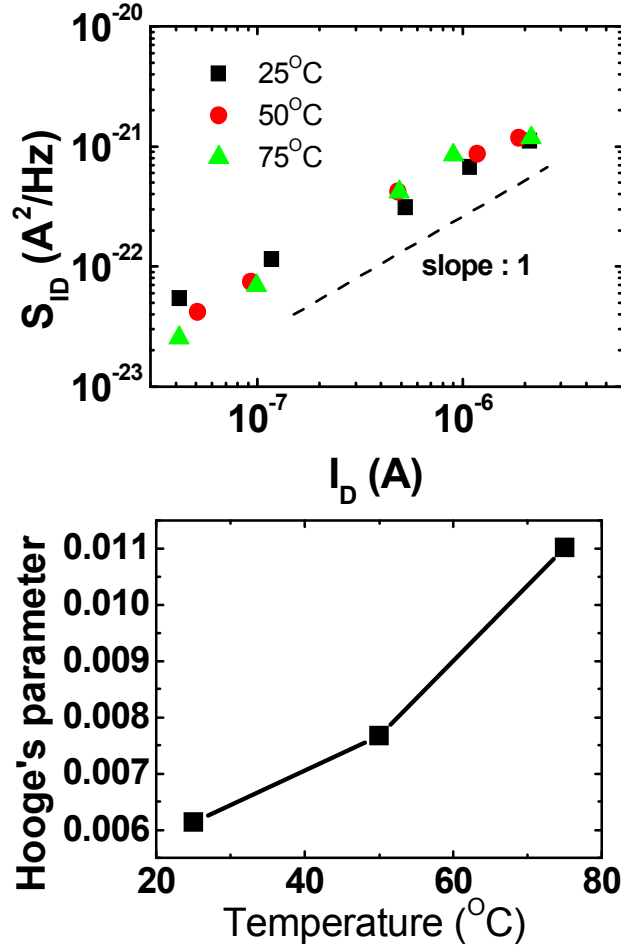 10⁻²⁰
10⁻²¹
10⁻²²
10⁻²³
S_ID (A²/Hz)
25°C
50°C
75°C
slope : 1
10⁻⁷
10⁻⁶
I_D (A)
0.011
0.010
0.009
0.008
0.007
0.006
Hooge's parameter
20
40
60
80
Temperature (°C)